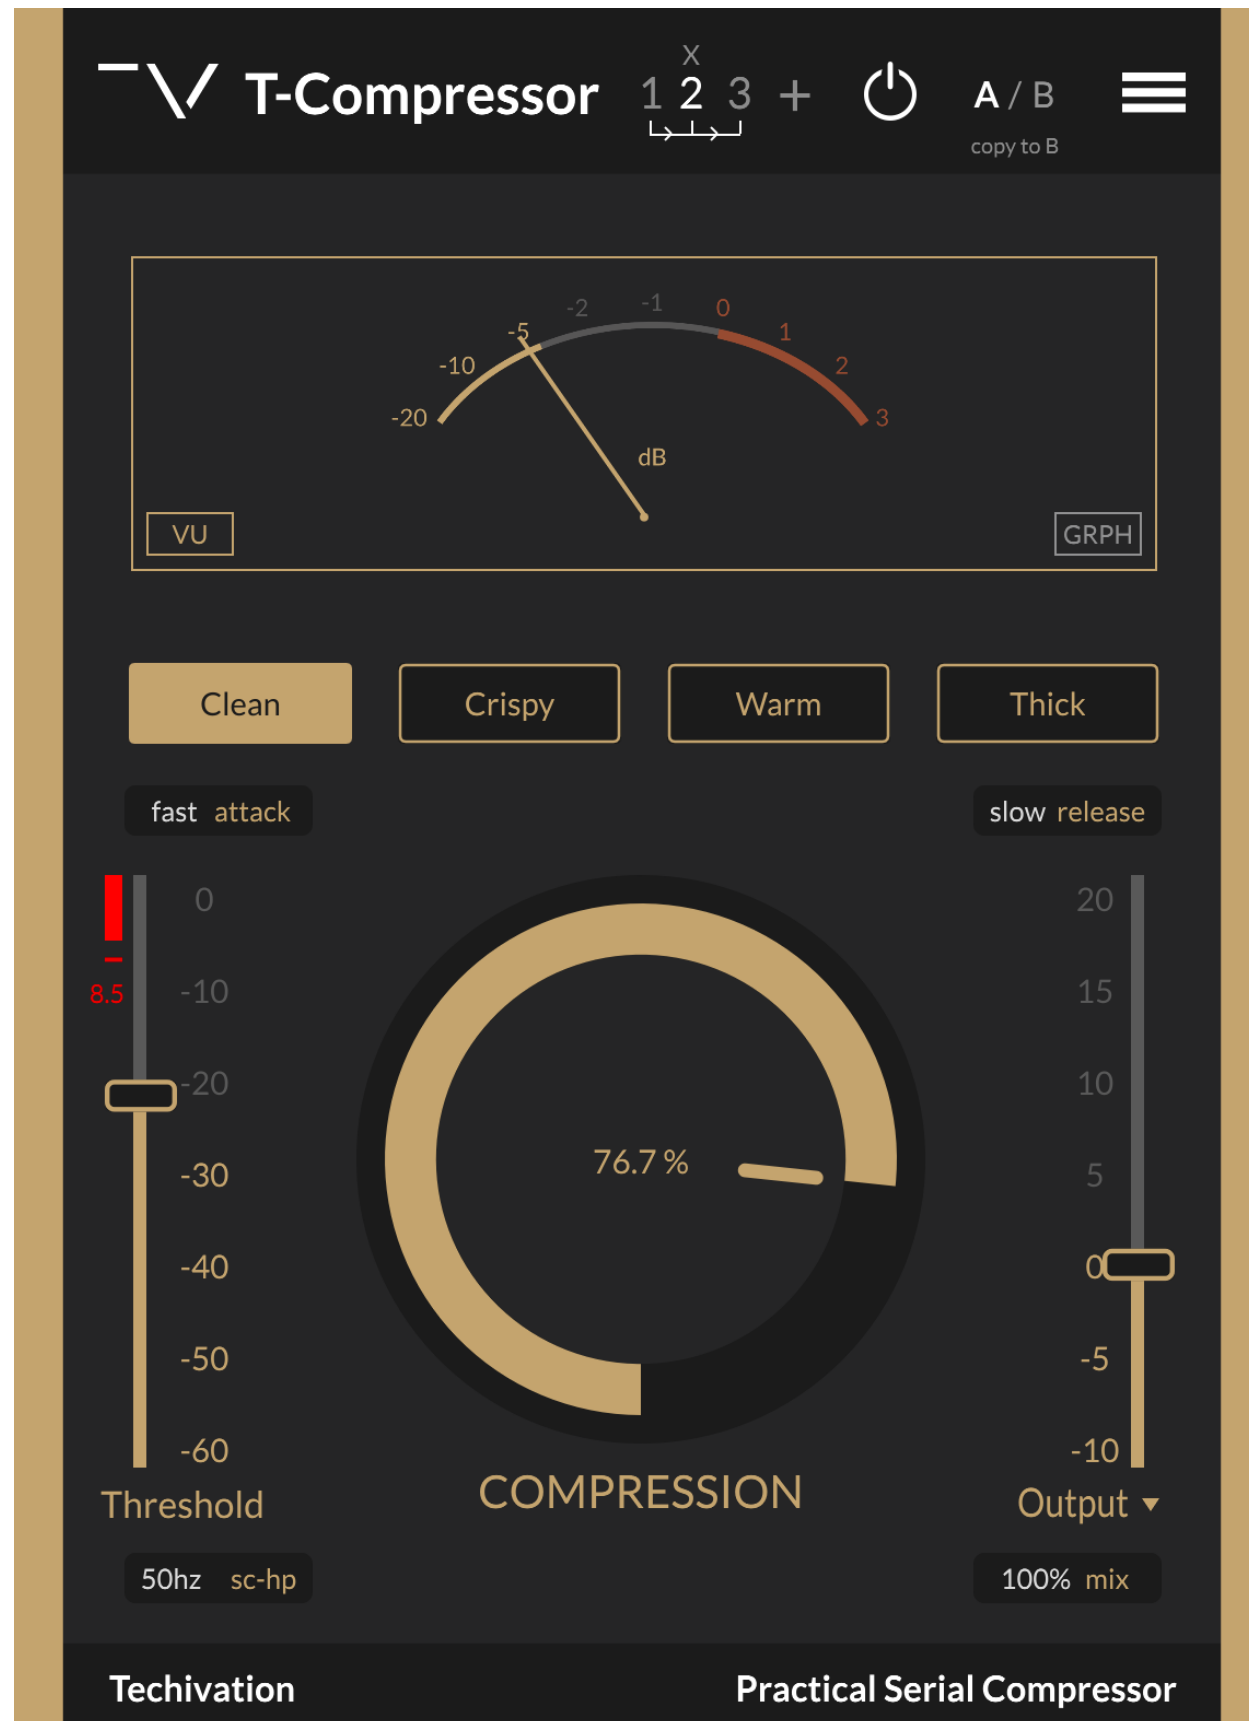 T-Compressor
X
1 2 3 +
A / B
copy to B
-20 -10 -5 -2 -1 0 1 2 3
dB
VU
GRPH
Clean
Crispy
Warm
Thick
fast attack
slow release
8.5
0
-10
-20
-30
-40
-50
-60
Threshold
76.7 %
COMPRESSION
20
15
10
5
0
-5
-10
Output
50hz sc-hp
100% mix
Techivation
Practical Serial Compressor